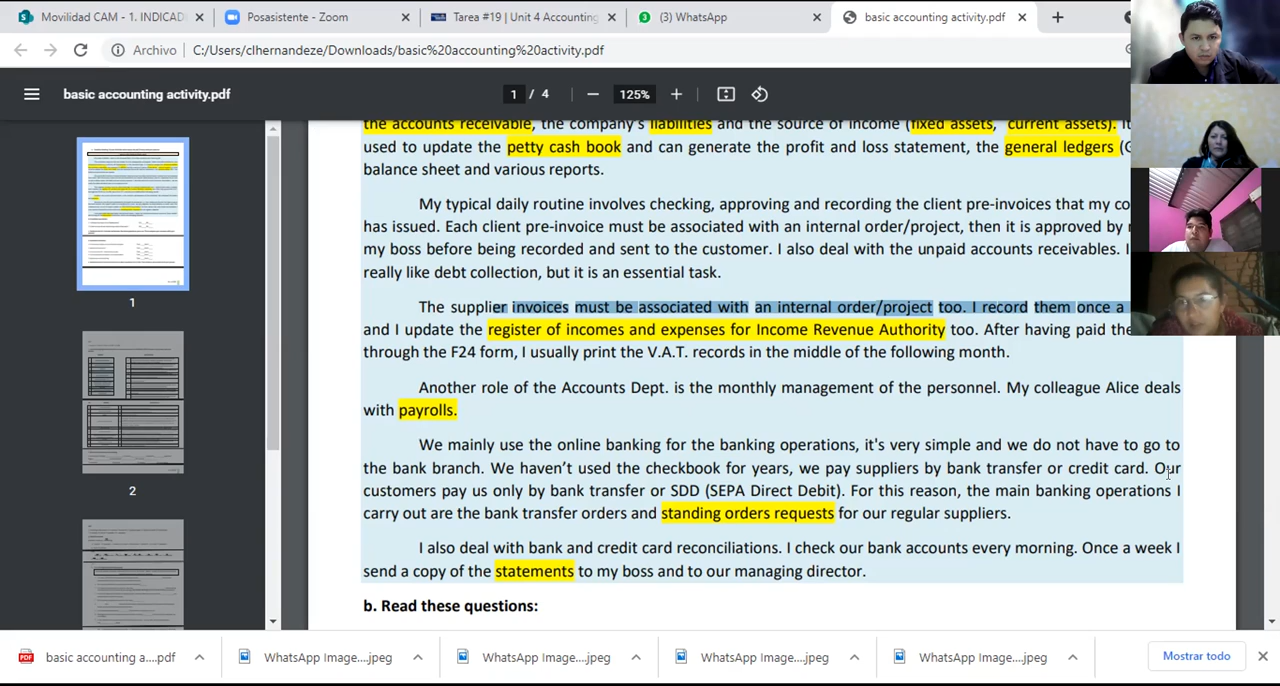 Movilidad CAM - 1. INDICAD
Posasistente - Zoom
Tarea #19 | Unit 4 Accounting
(3) WhatsApp
basic accounting activity.pdf
Archivo
C:/Users/clhernandeze/Downloads/basic%20accounting%20activity.pdf
basic accounting activity.pdf
1 / 4
125%
the accounts receivable, the company's liabilities and the source of income (fixed assets, current assets).
used to update the petty cash book and can generate the profit and loss statement, the general ledgers (
balance sheet and various reports.
My typical daily routine involves checking, approving and recording the client pre-invoices that my co
has issued. Each client pre-invoice must be associated with an internal order/project, then it is approved by
my boss before being recorded and sent to the customer. I also deal with the unpaid accounts receivables. I
really like debt collection, but it is an essential task.
The supplier invoices must be associated with an internal order/project too. I record them once a
and I update the register of incomes and expenses for Income Revenue Authority too. After having paid the
through the F24 form, I usually print the V.A.T. records in the middle of the following month.
Another role of the Accounts Dept. is the monthly management of the personnel. My colleague Alice deals
with payrolls.
We mainly use the online banking for the banking operations, it's very simple and we do not have to go to
the bank branch. We haven't used the checkbook for years, we pay suppliers by bank transfer or credit card. Our
customers pay us only by bank transfer or SDD (SEPA Direct Debit). For this reason, the main banking operations I
carry out are the bank transfer orders and standing orders requests for our regular suppliers.
I also deal with bank and credit card reconciliations. I check our bank accounts every morning. Once a week I
send a copy of the statements to my boss and to our managing director.
b. Read these questions:
1
2
basic accounting a....pdf
WhatsApp Image....jpeg
WhatsApp Image....jpeg
WhatsApp Image....jpeg
WhatsApp Image....jpeg
Mostrar todo